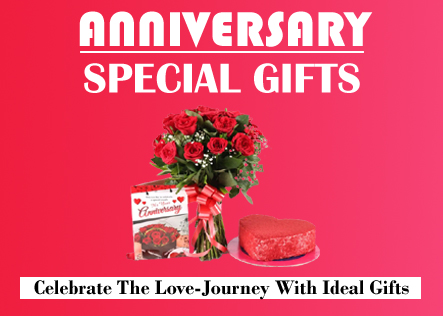 ANNIVERSARY
SPECIAL GIFTS
Anniversary
Celebrate The Love-Journey With Ideal Gifts